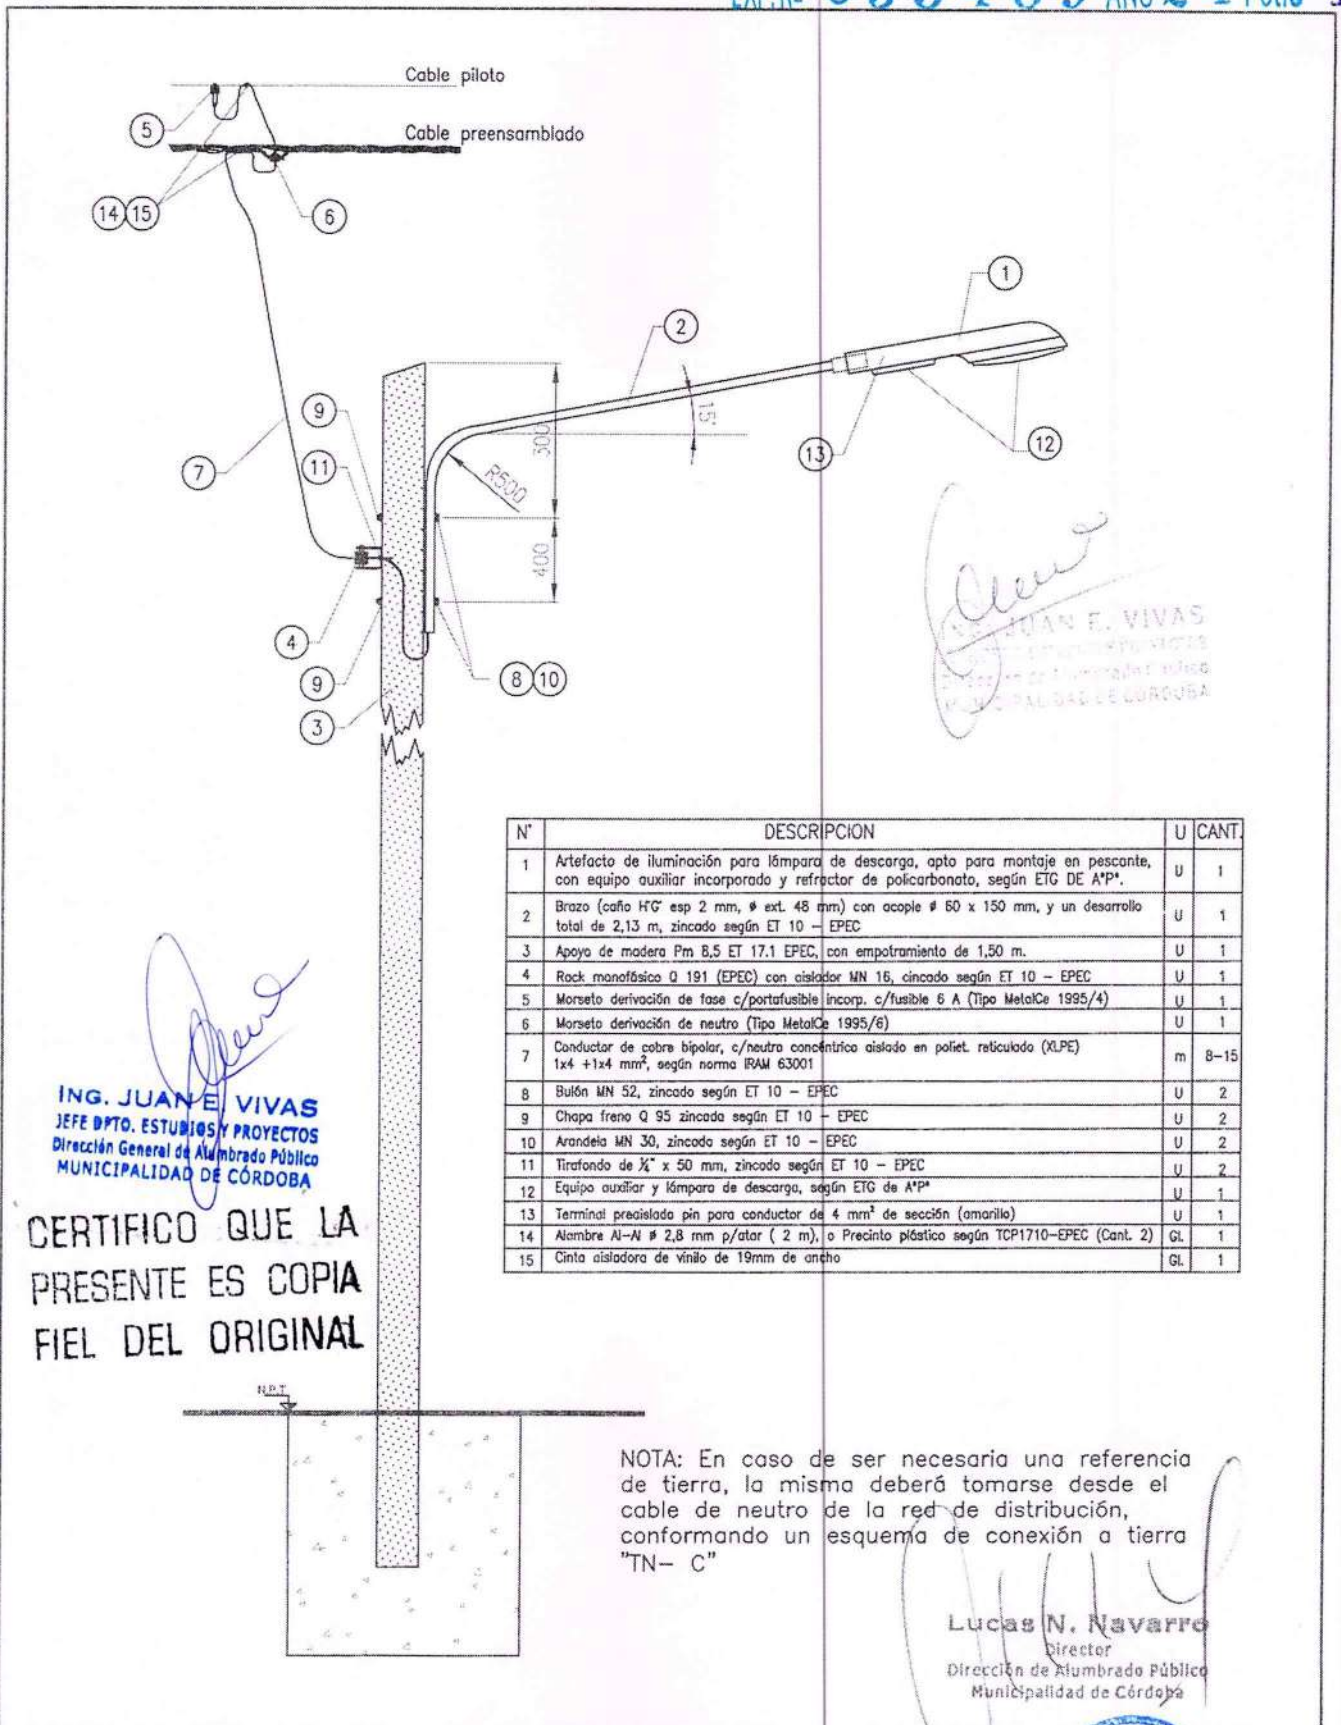 Cable piloto
5
Cable preensamblado
14 15
6
1
2
9
300
15°
7
11
R500
13
12
400
4
9
8 10
3
ING. JUAN E. VIVAS
MUNICIPALIDAD DE CORDOBA
N° DESCRIPCION U CANT.
1 Artefacto de iluminación para lámpara de descarga, apto para montaje en pescante, U 1
con equipo auxiliar incorporado y refractor de policarbonato, según ETG DE A°P°.
2 Brazo (caño H°G° esp 2 mm, ø ext. 48 mm) con acople ø 60 x 150 mm, y un desarrollo U 1
total de 2,13 m, zincado según ET 10 – EPEC
3 Apoyo de madera Pm 8,5 ET 17.1 EPEC, con empotramiento de 1,50 m. U 1
4 Rock monofásico Q 191 (EPEC) con aislador MN 16, cincado según ET 10 – EPEC U 1
5 Morseto derivación de fase c/portafusible incorp. c/fusible 6 A (Tipo MetalCe 1995/4) U 1
6 Morseto derivación de neutro (Tipo MetalCe 1995/6) U 1
7 Conductor de cobre bipolar, c/neutro concéntrico aislado en poliet. reticulado (XLPE) m 8–15
1x4 +1x4 mm², según norma IRAM 63001
8 Bulón MN 52, zincado según ET 10 – EPEC U 2
9 Chapa freno Q 95 zincada según ET 10 – EPEC U 2
10 Arandela MN 30, zincado según ET 10 – EPEC U 2
11 Tirafondo de ¼" x 50 mm, zincado según ET 10 – EPEC U 2
12 Equipo auxiliar y lámpara de descarga, según ETG de A°P° U 1
13 Terminal preaislado pin para conductor de 4 mm² de sección (amarillo) U 1
14 Alambre Al-Al ø 2,8 mm p/atar ( 2 m), o Precinto plástico según TCP1710-EPEC (Cant. 2) Gl. 1
15 Cinta aisladora de vinilo de 19mm de ancho Gl. 1
ING. JUAN E. VIVAS
JEFE DPTO. ESTUDIOS Y PROYECTOS
Dirección General de Alumbrado Público
MUNICIPALIDAD DE CÓRDOBA
CERTIFICO QUE LA
PRESENTE ES COPIA
FIEL DEL ORIGINAL
N.P.T.
NOTA: En caso de ser necesaria una referencia
de tierra, la misma deberá tomarse desde el
cable de neutro de la red de distribución,
conformando un esquema de conexión a tierra
"TN– C"
Lucas N. Navarro
Director
Dirección de Alumbrado Público
Municipalidad de Córdoba